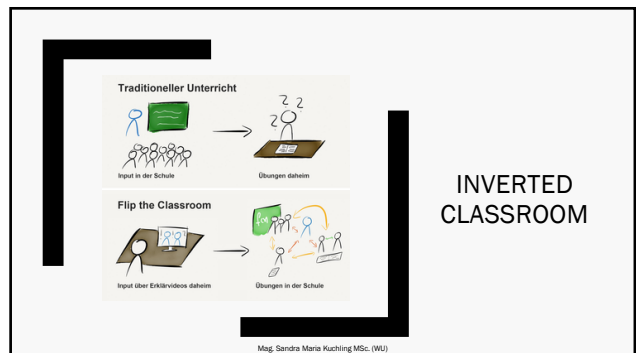 Traditioneller Unterricht
? ? ?
Input in der Schule
Übungen daheim
Flip the Classroom
Input über Erklärvideos daheim
Übungen in der Schule
INVERTED
CLASSROOM
Mag. Sandra Maria Kuchling MSc. (WU)